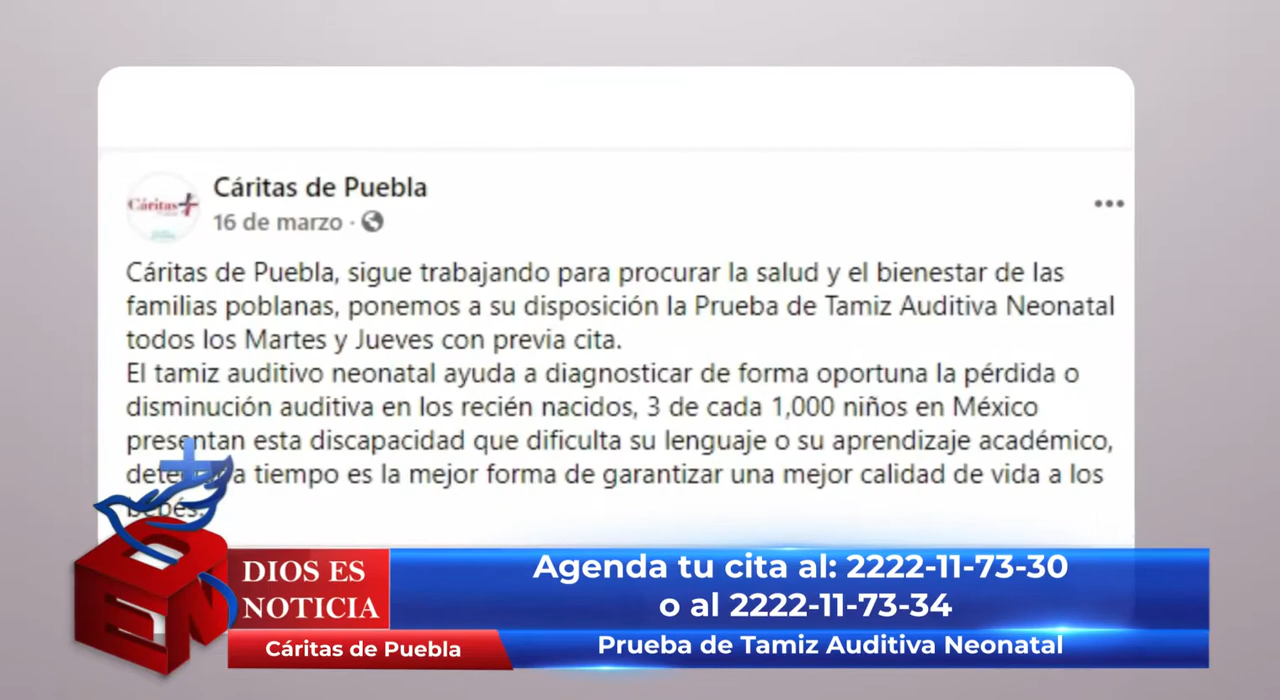 Cáritas
Cáritas de Puebla
16 de marzo ·
Cáritas de Puebla, sigue trabajando para procurar la salud y el bienestar de las
familias poblanas, ponemos a su disposición la Prueba de Tamiz Auditiva Neonatal
todos los Martes y Jueves con previa cita.
El tamiz auditivo neonatal ayuda a diagnosticar de forma oportuna la pérdida o
disminución auditiva en los recién nacidos, 3 de cada 1,000 niños en México
presentan esta discapacidad que dificulta su lenguaje o su aprendizaje académico,
a tiempo es la mejor forma de garantizar una mejor calidad de vida a los
bebés.
DEN
DIOS ES
NOTICIA
Agenda tu cita al: 2222-11-73-30
o al 2222-11-73-34
Cáritas de Puebla
Prueba de Tamiz Auditiva Neonatal